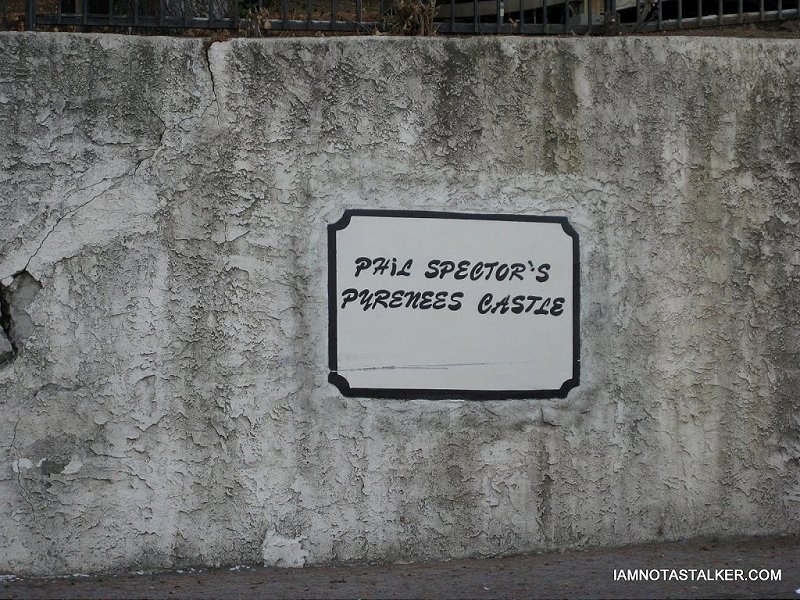 PHiL SPECTOR`S
PYRENEES CASTLE
IAMNOTASTALKER.COM